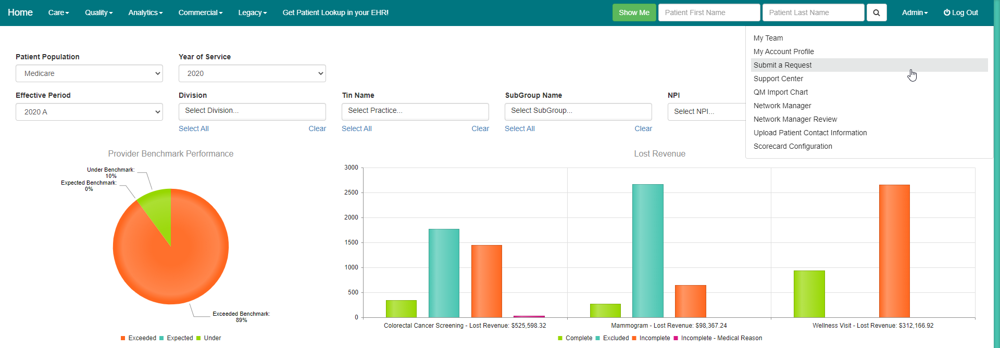 Home Care Quality Analytics Commercial Legacy Get Patient Lookup in your EHR! Show Me Patient First Name Patient Last Name Admin Log Out
My Team
My Account Profile
Submit a Request
Support Center
QM Import Chart
Network Manager
Network Manager Review
Upload Patient Contact Information
Scorecard Configuration
Patient Population Year of Service
Medicare 2020
Effective Period Division Tin Name SubGroup Name NPI
2020 A Select Division... Select Practice... Select SubGroup... Select NPI...
Select All Clear Select All Clear Select All Clear
Provider Benchmark Performance
Under Benchmark:
10%
Expected Benchmark:
0%
Exceeded Benchmark:
89%
Exceeded Expected Under
Lost Revenue
3000
2500
2000
1500
1000
500
0
Colorectal Cancer Screening - Lost Revenue: $525,598.32 Mammogram - Lost Revenue: $98,367.24 Wellness Visit - Lost Revenue: $312,166.92
Complete Excluded Incomplete Incomplete - Medical Reason